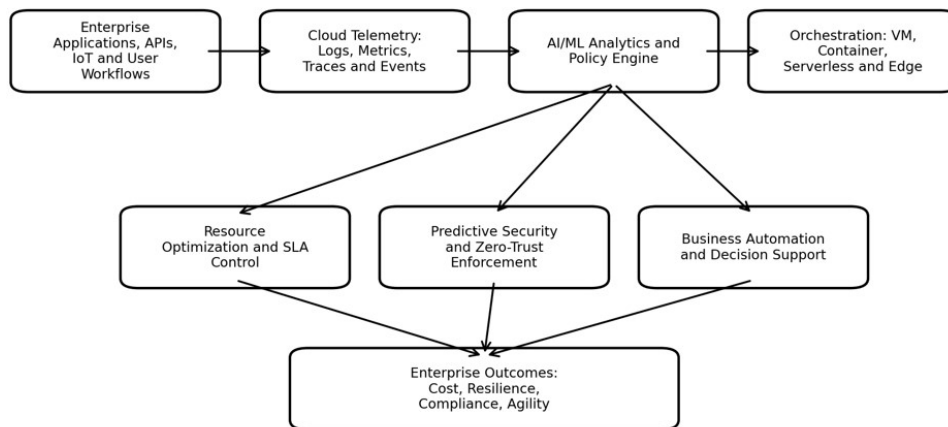 Enterprise
Applications, APIs,
IoT and User
Workflows
Cloud Telemetry:
Logs, Metrics,
Traces and Events
AI/ML Analytics and
Policy Engine
Orchestration: VM,
Container,
Serverless and Edge
Resource
Optimization and SLA
Control
Predictive Security
and Zero-Trust
Enforcement
Business Automation
and Decision Support
Enterprise Outcomes:
Cost, Resilience,
Compliance, Agility